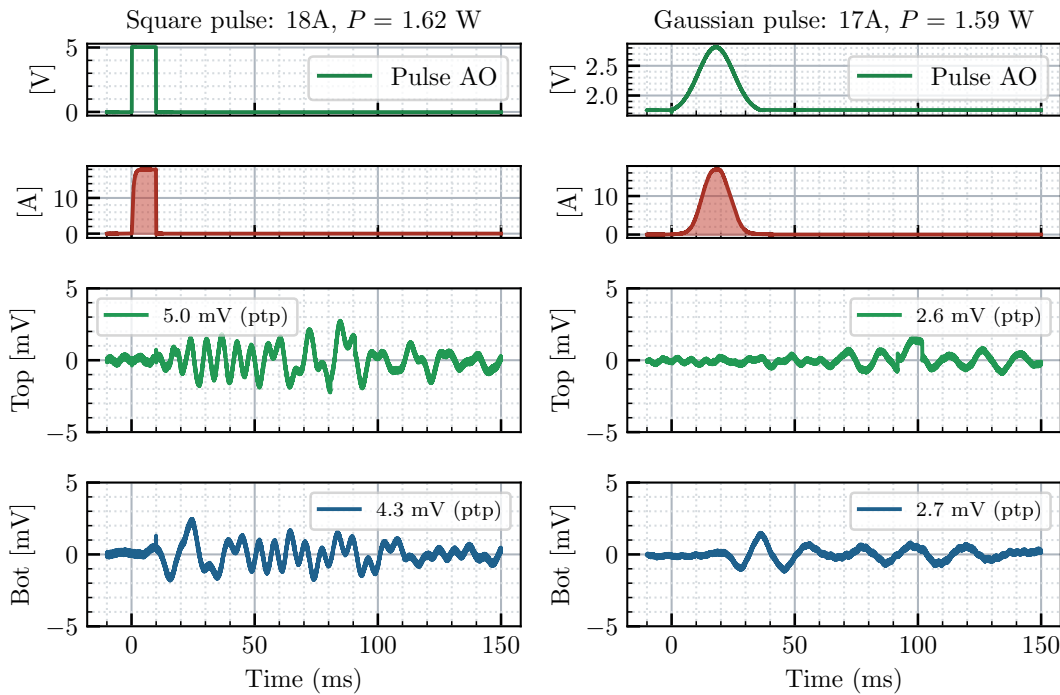 Square pulse: 18A, P = 1.62 W
Gaussian pulse: 17A, P = 1.59 W
[V]
5
0
Pulse AO
[V]
2.5
2.0
Pulse AO
[A]
10
0
[A]
10
0
Top [mV]
5
0
−5
5.0 mV (ptp)
Top [mV]
5
0
−5
2.6 mV (ptp)
Bot [mV]
5
0
−5
4.3 mV (ptp)
Bot [mV]
5
0
−5
2.7 mV (ptp)
0 50 100 150
0 50 100 150
Time (ms)
Time (ms)